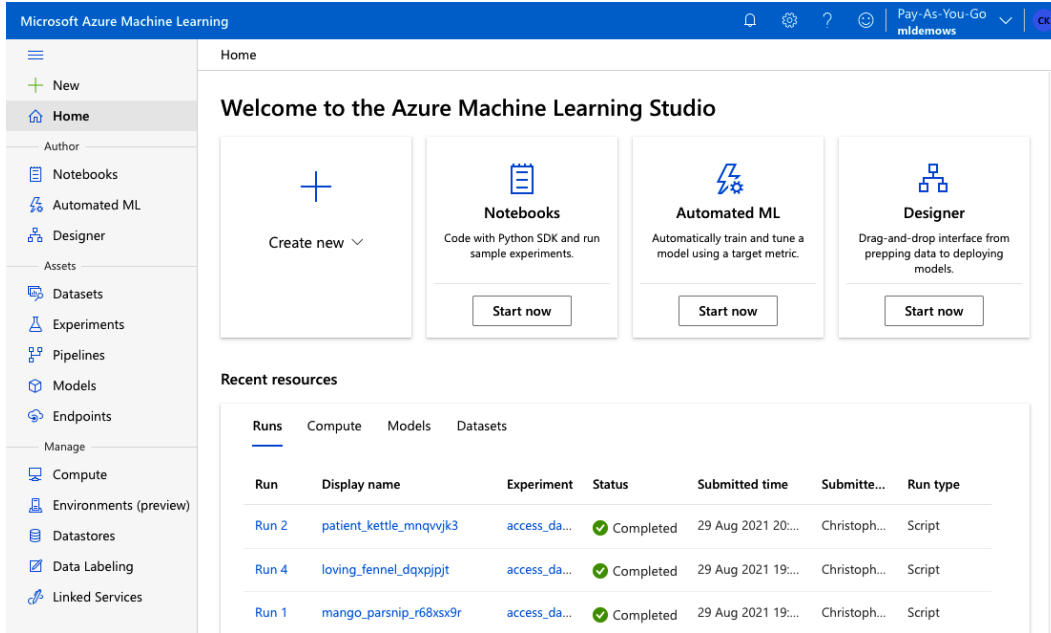 Microsoft Azure Machine Learning
Pay-As-You-Go
mldemows
CK
New
Home
Author
Notebooks
Automated ML
Designer
Assets
Datasets
Experiments
Pipelines
Models
Endpoints
Manage
Compute
Environments (preview)
Datastores
Data Labeling
Linked Services
Home
Welcome to the Azure Machine Learning Studio
Create new
Notebooks
Code with Python SDK and run
sample experiments.
Start now
Automated ML
Automatically train and tune a
model using a target metric.
Start now
Designer
Drag-and-drop interface from
prepping data to deploying
models.
Start now
Recent resources
Runs Compute Models Datasets
Run Display name Experiment Status Submitted time Submitte... Run type
Run 2 patient_kettle_mnqvvjk3 access_da... Completed 29 Aug 2021 20:... Christoph... Script
Run 4 loving_fennel_dqxpjpjt access_da... Completed 29 Aug 2021 19:... Christoph... Script
Run 1 mango_parsnip_r68xsx9r access_da... Completed 29 Aug 2021 19:... Christoph... Script